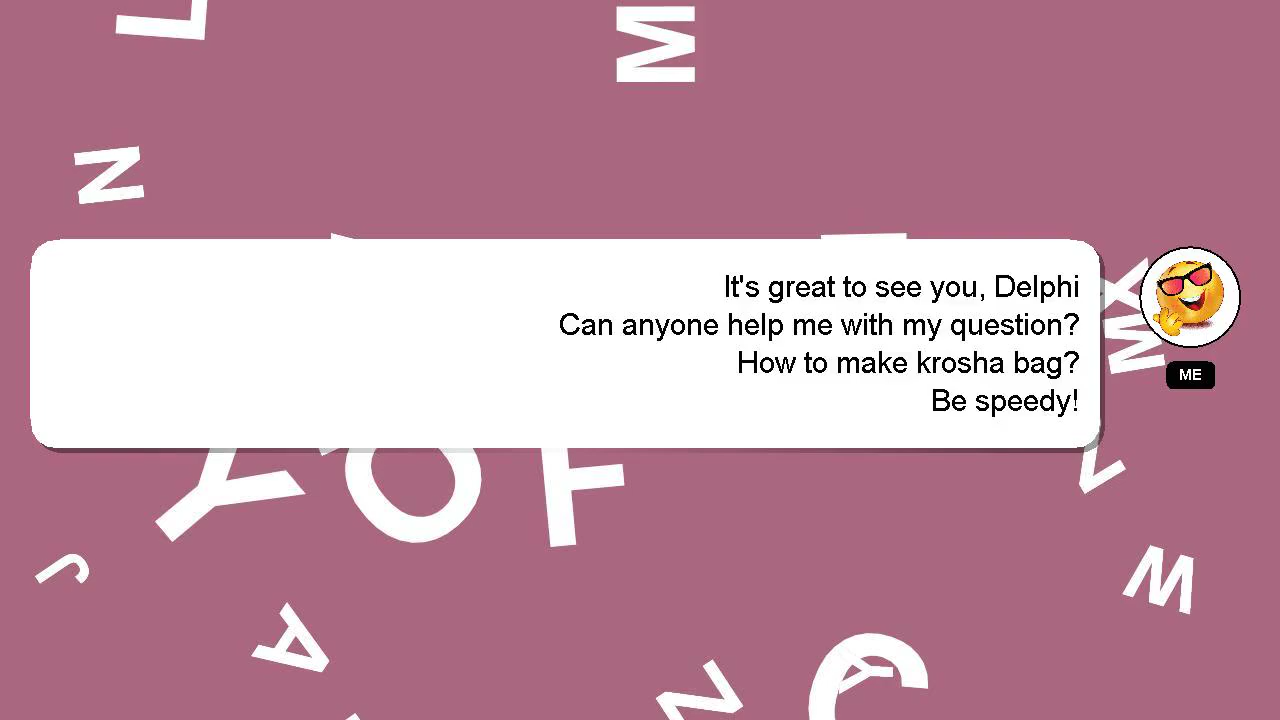 L
M
N
It's great to see you, Delphi
Can anyone help me with my question?
How to make krosha bag?
Be speedy!
ME
X
M
Y
O
F
J
W
A
A
N
C